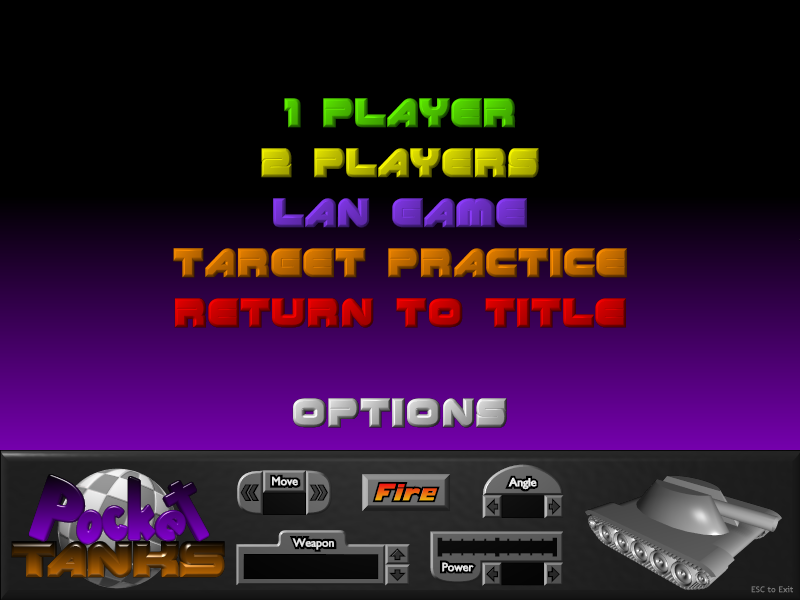 1 PLAYER
2 PLAYERS
LAN GAME
TARGET PRACTICE
RETURN TO TITLE
OPTIONS
Pocket
TANKS
Move
Fire
Angle
Weapon
Power
ESC to Exit